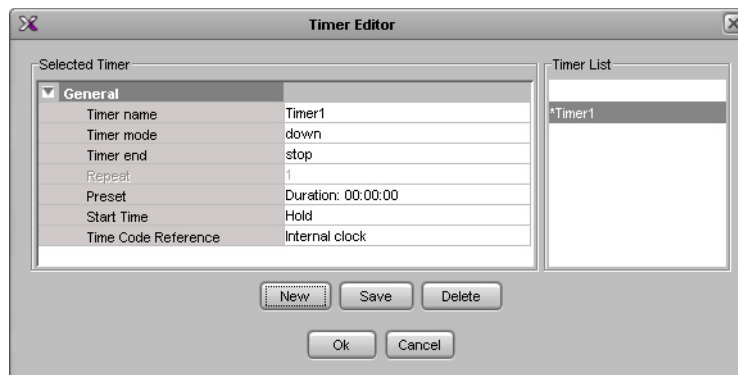 Timer Editor
Selected Timer
General
Timer name Timer1
Timer mode down
Timer end stop
Repeat 1
Preset Duration: 00:00:00
Start Time Hold
Time Code Reference Internal clock
Timer List
*Timer1
New Save Delete
Ok Cancel